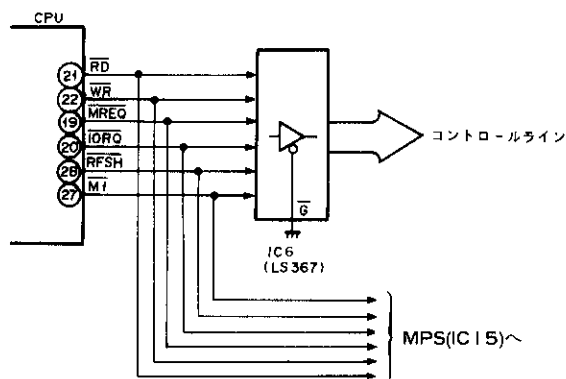 CPU
21 RD
22 WR
19 MREQ
20 IORQ
28 RFSH
27 M1
G
IC6
(LS367)
コントロールライン
MPS(IC15)へ